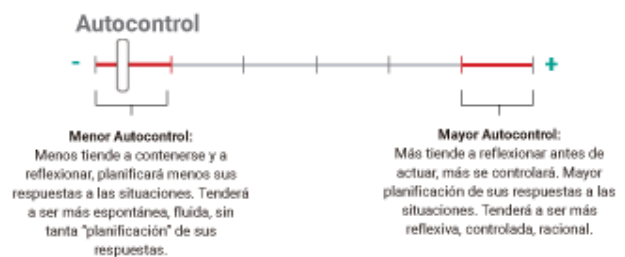 Autocontrol
- +
Menor Autocontrol:
Menos tiende a contenerse y a
reflexionar, planificará menos sus
respuestas a las situaciones. Tenderá
a ser más espontánea, fluida, sin
tanta "planificación" de sus
respuestas.
Mayor Autocontrol:
Más tiende a reflexionar antes de
actuar, más se controlará. Mayor
planificación de sus respuestas a las
situaciones. Tenderá a ser más
reflexiva, controlada, racional.